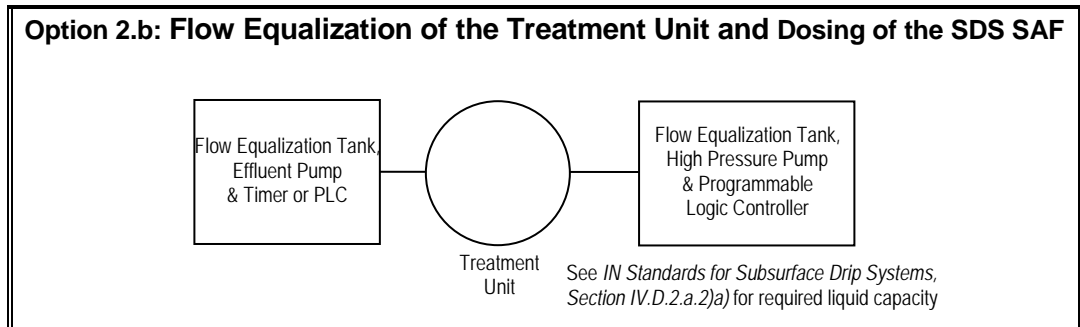 Option 2.b: Flow Equalization of the Treatment Unit and Dosing of the SDS SAF
Flow Equalization Tank,
Effluent Pump
& Timer or PLC
Flow Equalization Tank,
High Pressure Pump
& Programmable
Logic Controller
Treatment
Unit
See IN Standards for Subsurface Drip Systems,
Section IV.D.2.a.2)a) for required liquid capacity